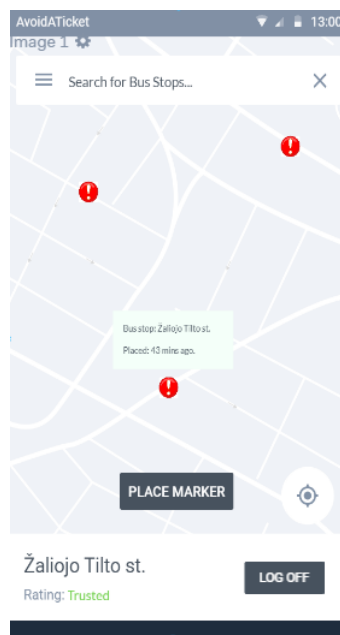 AvoidATicket 13:00
Image 1
Search for Bus Stops...
Bus stop: Žaliojo Tilto st.
Placed: 43 mins ago.
PLACE MARKER
Žaliojo Tilto st.
LOG OFF
Rating: Trusted